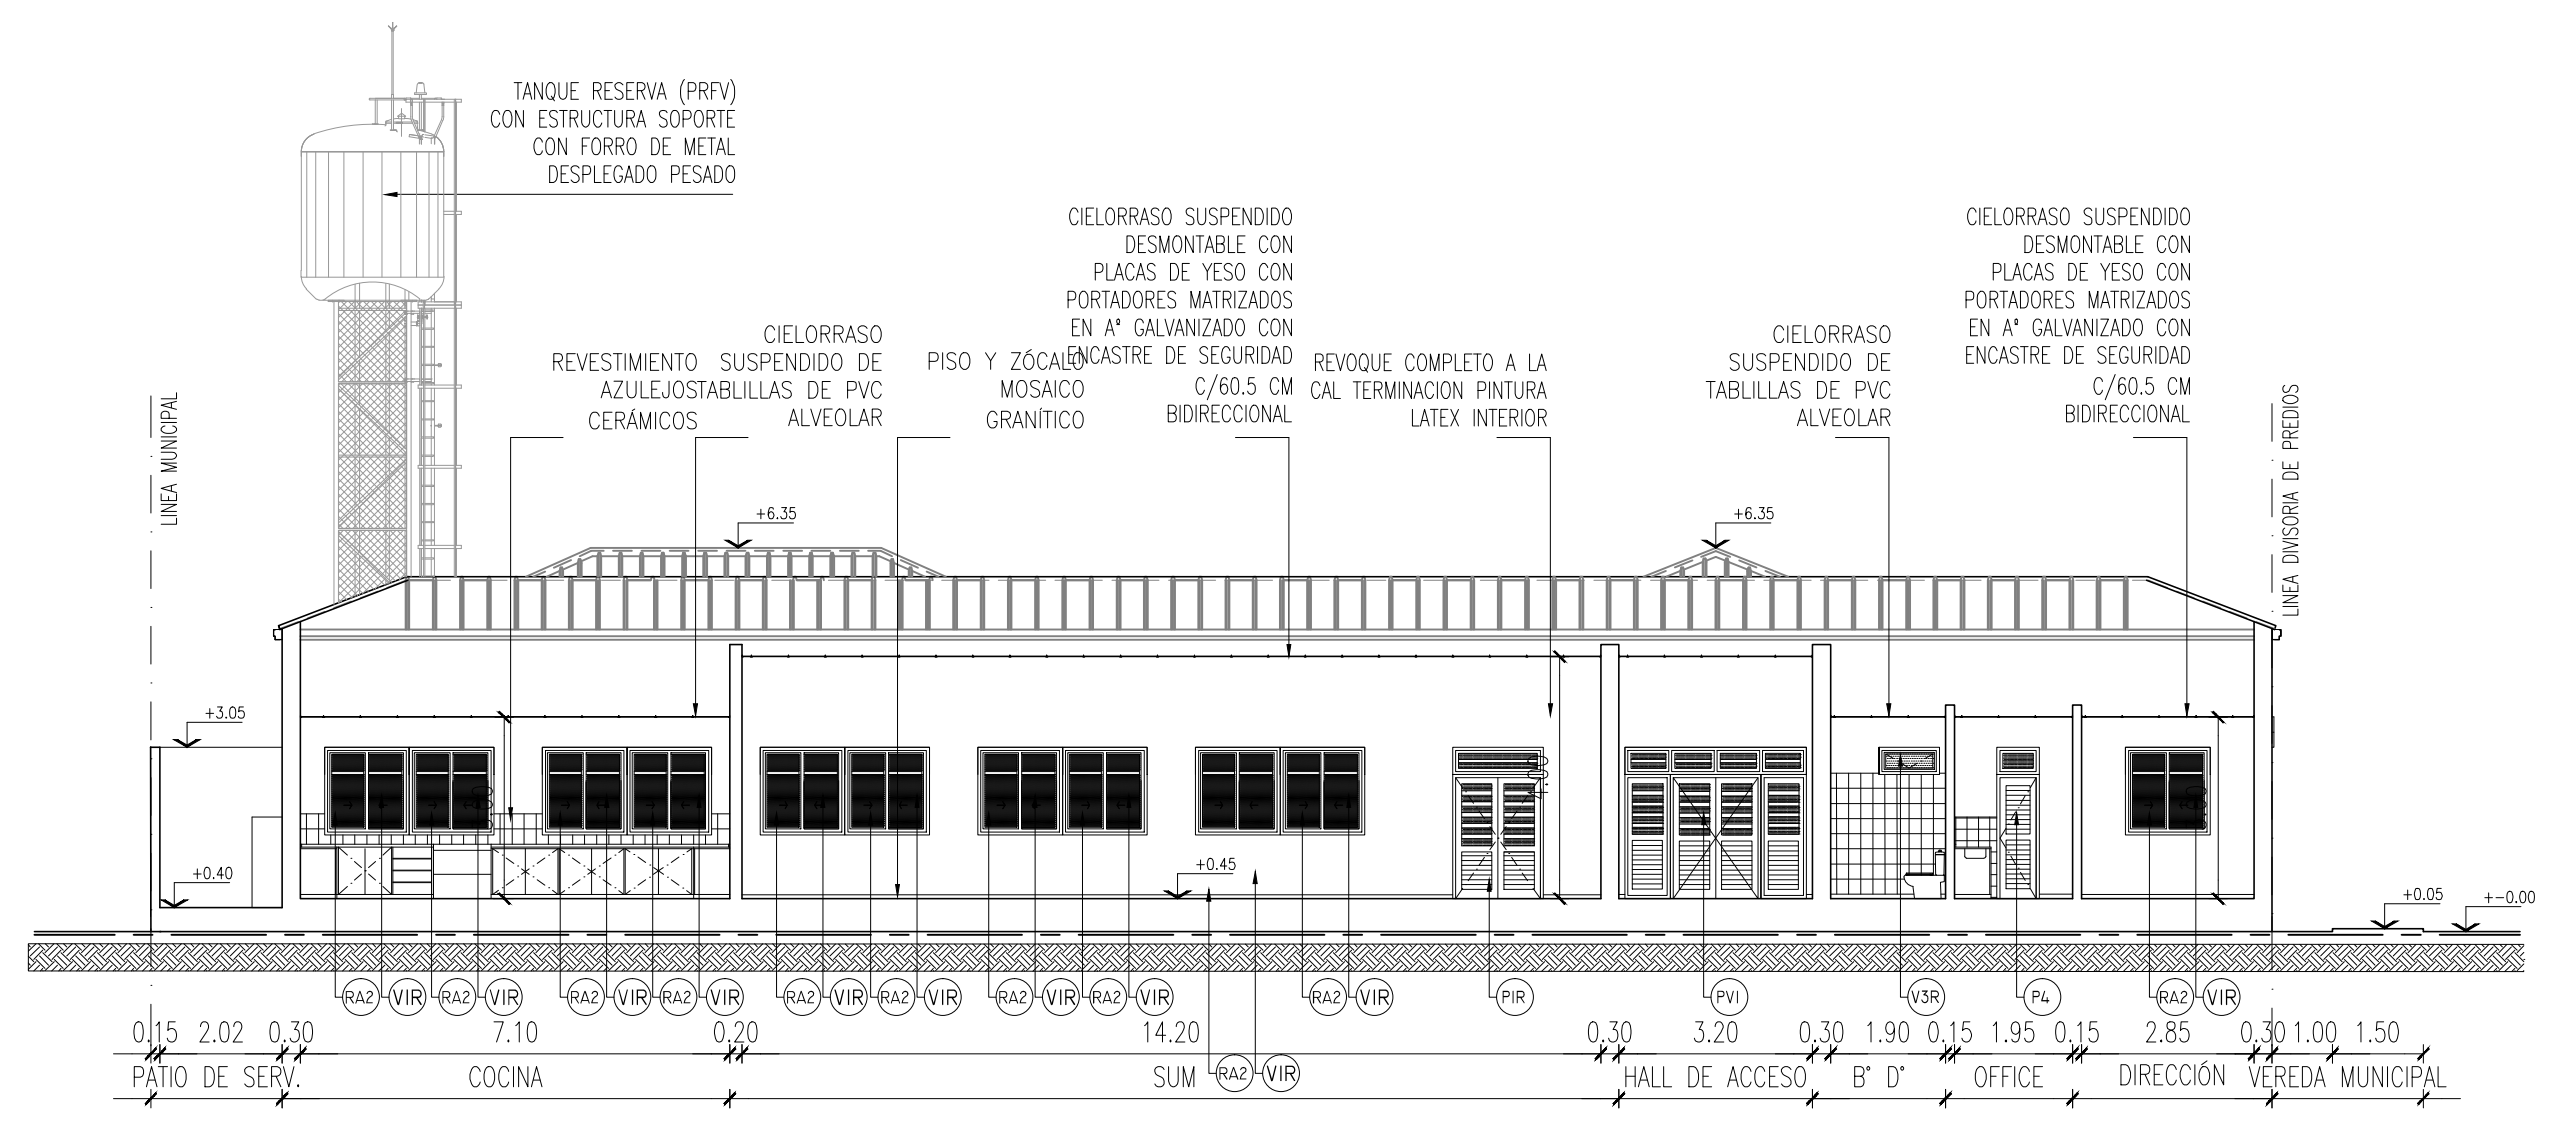 TANQUE RESERVA (PRFV)
CON ESTRUCTURA SOPORTE
CON FORRO DE METAL
DESPLEGADO PESADO
REVESTIMIENTO
AZULEJOS
CERÁMICOS
CIELORRASO
SUSPENDIDO DE
TABLILLAS DE PVC
ALVEOLAR
PISO Y ZÓCALO
MOSAICO
GRANÍTICO
CIELORRASO SUSPENDIDO
DESMONTABLE CON
PLACAS DE YESO CON
PORTADORES MATRIZADOS
EN A° GALVANIZADO CON
ENCASTRE DE SEGURIDAD
C/60.5 CM
BIDIRECCIONAL
REVOQUE COMPLETO A LA
CAL TERMINACION PINTURA
LATEX INTERIOR
CIELORRASO
SUSPENDIDO DE
TABLILLAS DE PVC
ALVEOLAR
CIELORRASO SUSPENDIDO
DESMONTABLE CON
PLACAS DE YESO CON
PORTADORES MATRIZADOS
EN A° GALVANIZADO CON
ENCASTRE DE SEGURIDAD
C/60.5 CM
BIDIRECCIONAL
LINEA MUNICIPAL
LINEA DIVISORIA DE PREDIOS
+6.35
+6.35
+3.05
4.00
+0.40
+0.45
+0.05
+-0.00
RA2 VIR RA2 VIR RA2 VIR RA2 VIR RA2 VIR RA2 VIR RA2 VIR RA2 VIR RA2 VIR PIR PVI V3R P4 RA2 VIR
0.15 2.02 0.30 7.10 0.20 14.20 0.30 3.20 0.30 1.90 0.15 1.95 0.15 2.85 0.30 1.00 1.50
PATIO DE SERV. COCINA SUM RA2 VIR HALL DE ACCESO B° D° OFFICE DIRECCIÓN VEREDA MUNICIPAL